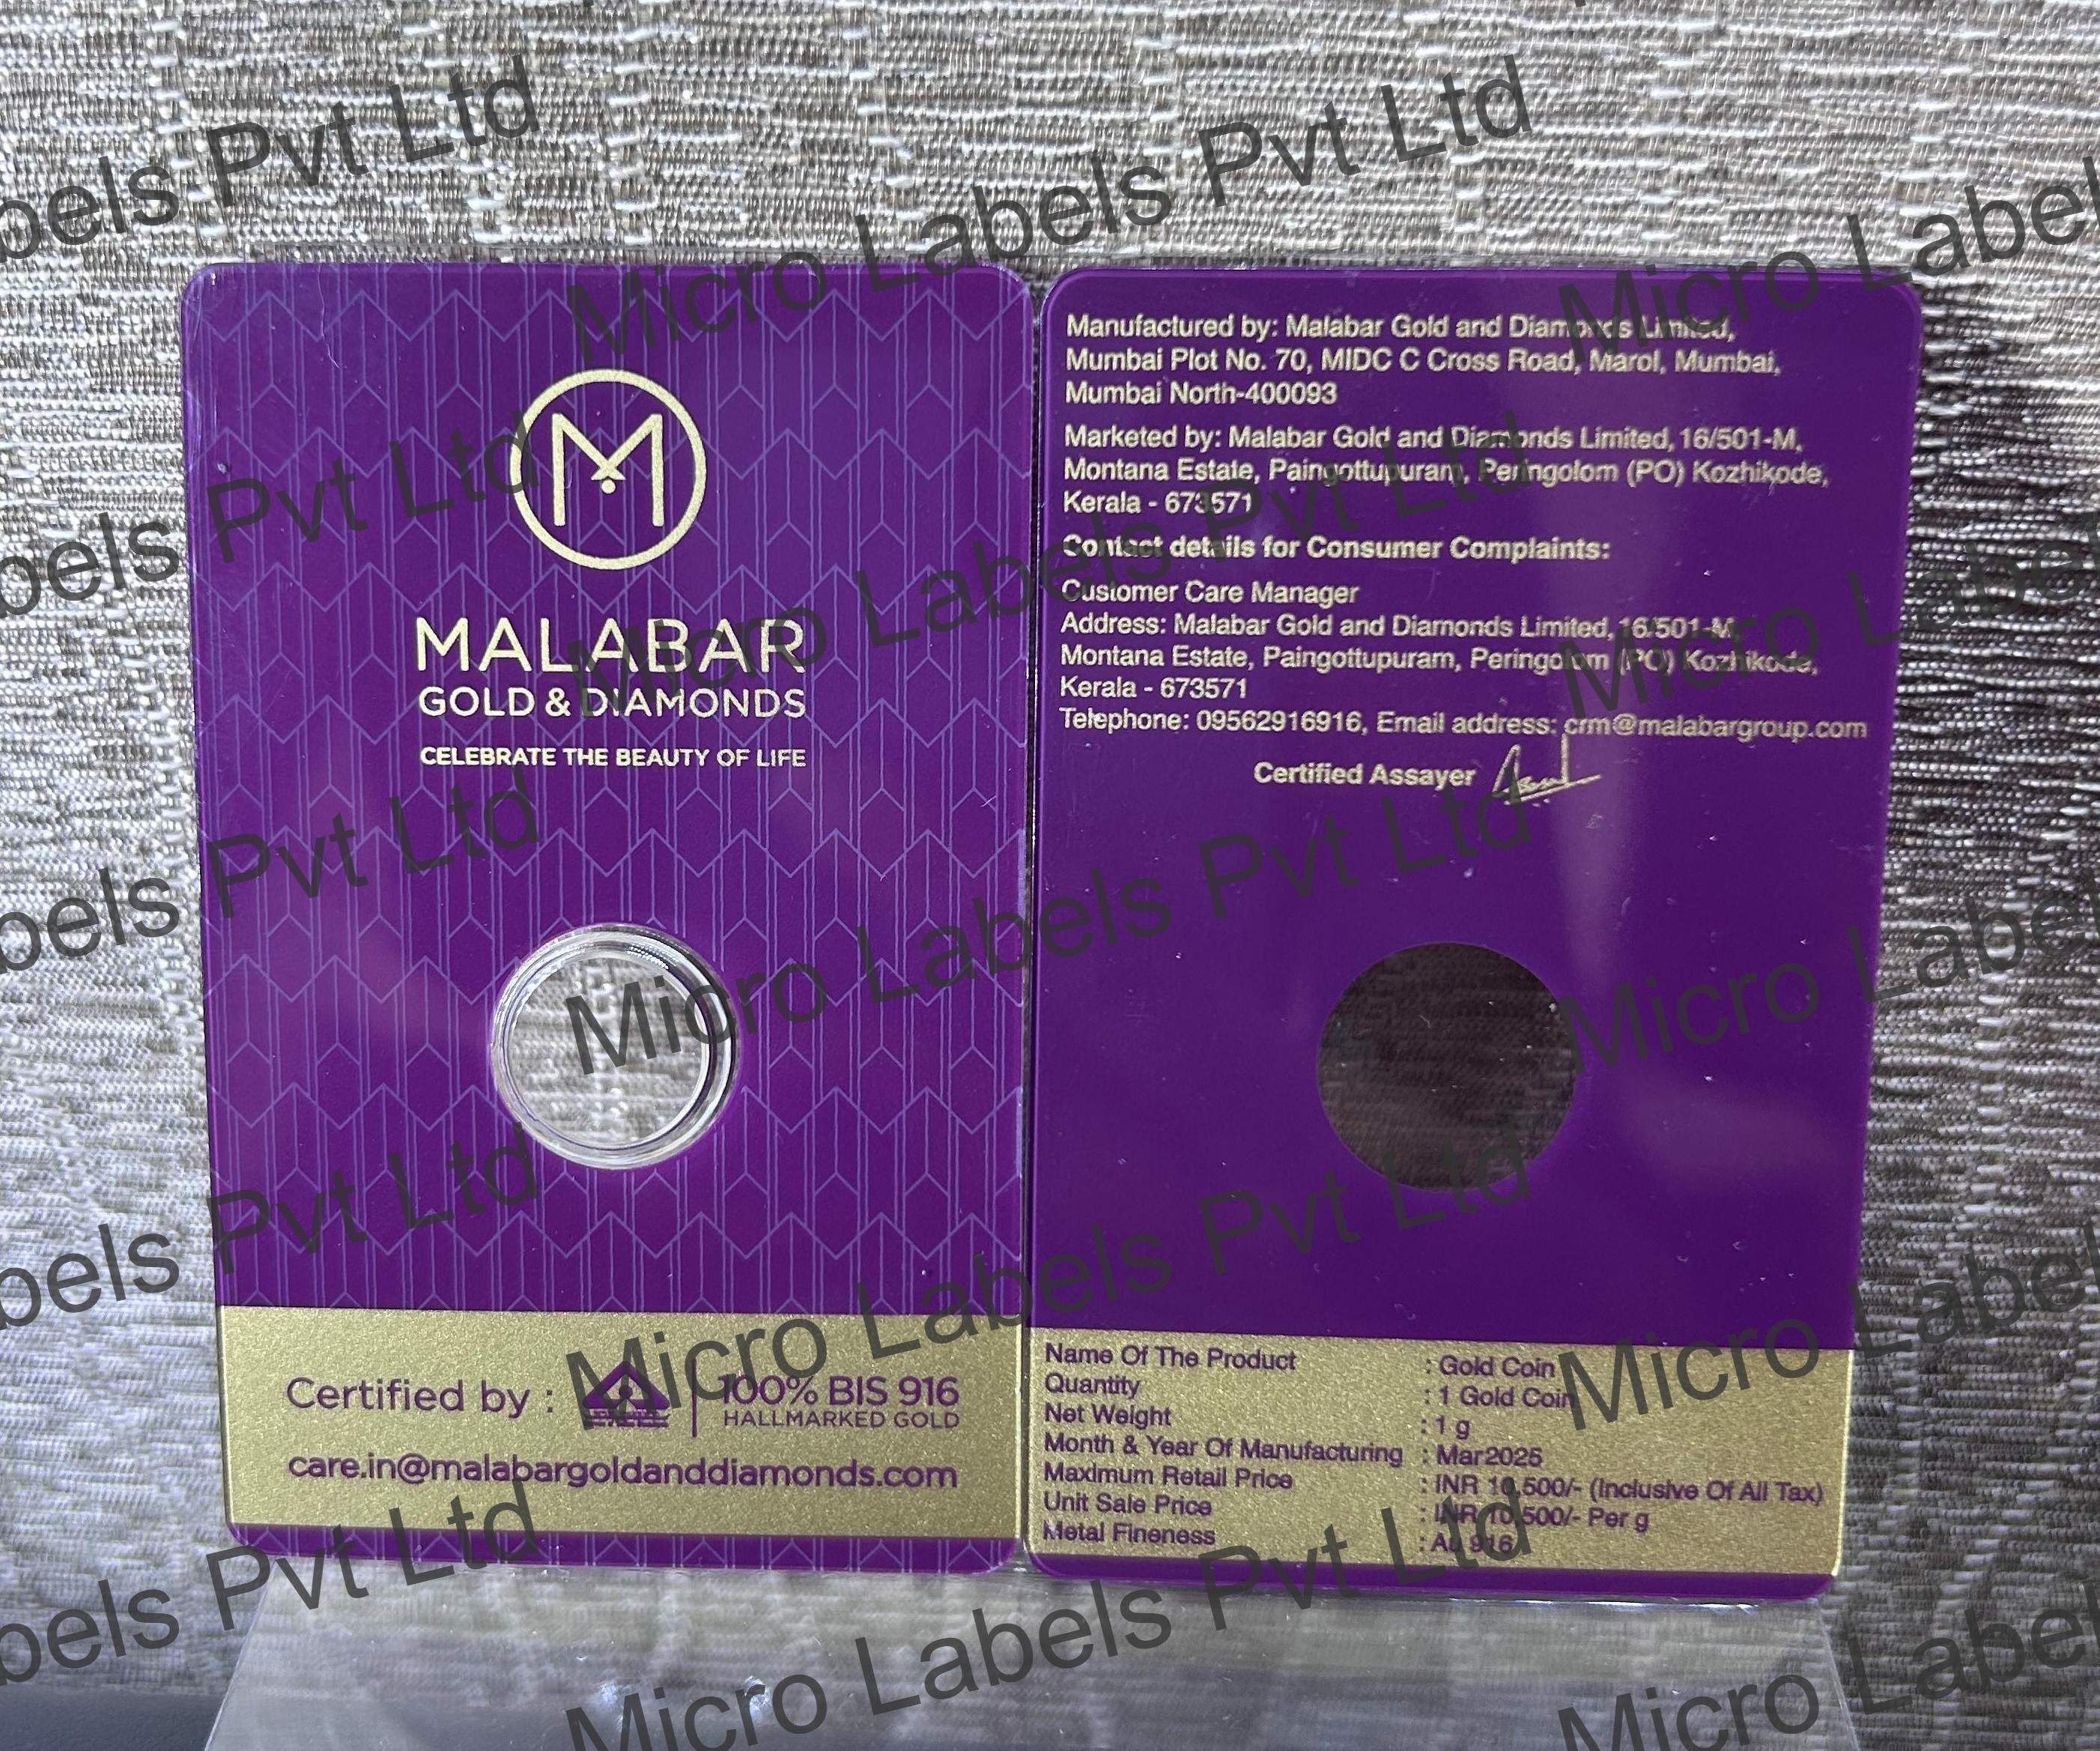 MALABAR
GOLD & DIAMONDS
CELEBRATE THE BEAUTY OF LIFE
Certified by :
100% BIS 916
HALLMARKED GOLD
care.in@malabargoldanddiamonds.com
Manufactured by: Malabar Gold and Diamonds Limited,
Mumbai Plot No. 70, MIDC C Cross Road, Marol, Mumbai,
Mumbai North-400093
Marketed by: Malabar Gold and Diamonds Limited, 16/501-M,
Montana Estate, Paingottupuram, Peringolom (PO) Kozhikode,
Kerala - 673571
Contact details for Consumer Complaints:
Customer Care Manager
Address: Malabar Gold and Diamonds Limited, 16/501-M,
Montana Estate, Paingottupuram, Peringolom (PO) Kozhikode,
Kerala - 673571
Telephone: 09562916916, Email address: crm@malabargroup.com
Certified Assayer
Name Of The Product : Gold Coin
Quantity : 1 Gold Coin
Net Weight : 1 g
Month & Year Of Manufacturing : Mar2025
Maximum Retail Price : INR 10,500/- (Inclusive Of All Tax)
Unit Sale Price : INR 10,500/- Per g
Metal Fineness : Au 916
Micro Labels Pvt Ltd
Micro Labels Pvt Ltd
Micro Labels Pvt Ltd
Micro Labels Pvt Ltd
Micro Labels Pvt Ltd